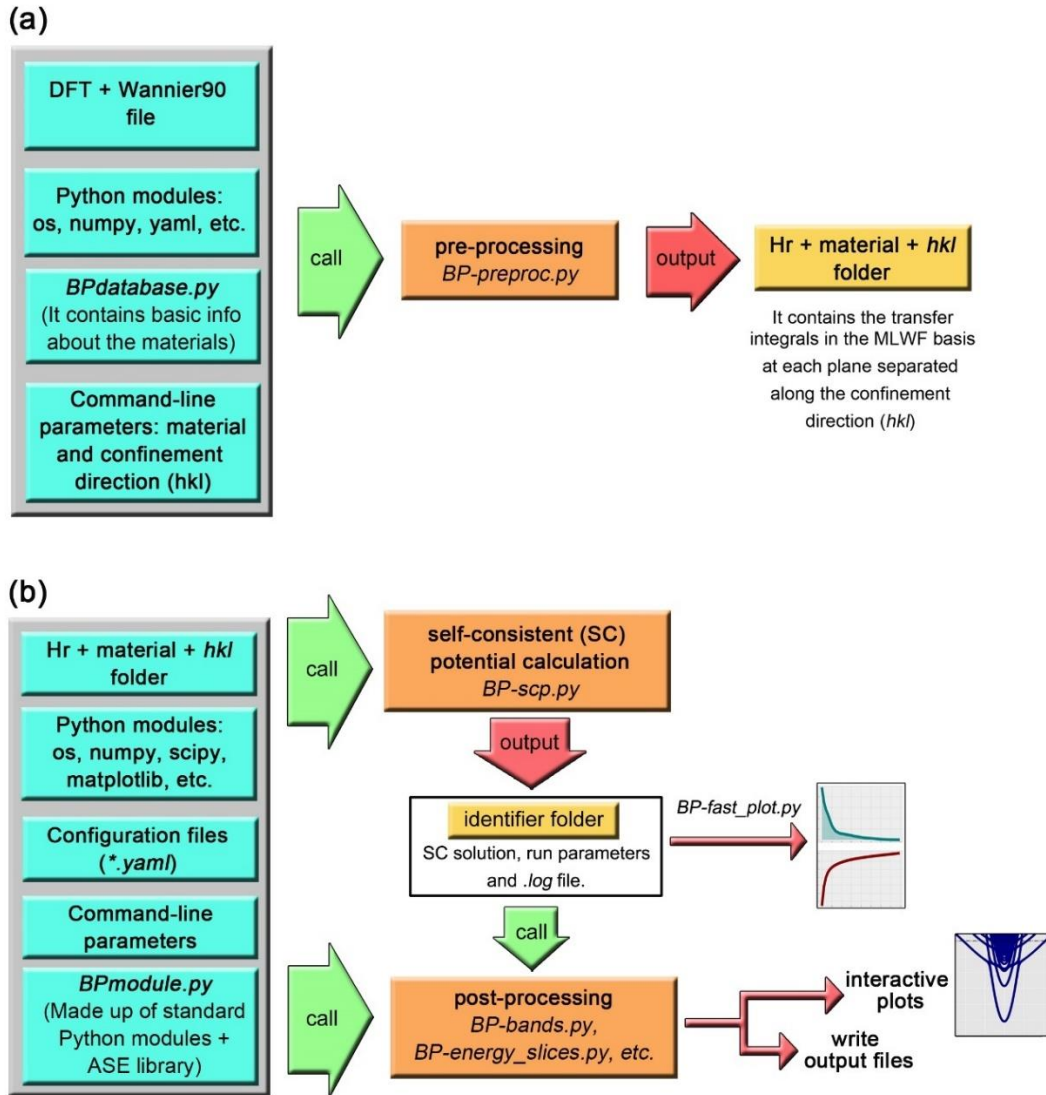 (a)
DFT + Wannier90
file
Python modules:
os, numpy, yaml, etc.
BPdatabase.py
(It contains basic info
about the materials)
Command-line
parameters: material
and confinement
direction (hkl)
call
pre-processing
BP-preproc.py
output
Hr + material + hkl
folder
It contains the transfer
integrals in the MLWF basis
at each plane separated
along the confinement
direction (hkl)
(b)
Hr + material + hkl
folder
Python modules:
os, numpy, scipy,
matplotlib, etc.
Configuration files
(*.yaml)
Command-line
parameters
BPmodule.py
(Made up of standard
Python modules +
ASE library)
call
self-consistent (SC)
potential calculation
BP-scp.py
output
identifier folder
SC solution, run parameters
and .log file.
BP-fast_plot.py
call
call
post-processing
BP-bands.py,
BP-energy_slices.py, etc.
interactive
plots
write
output files